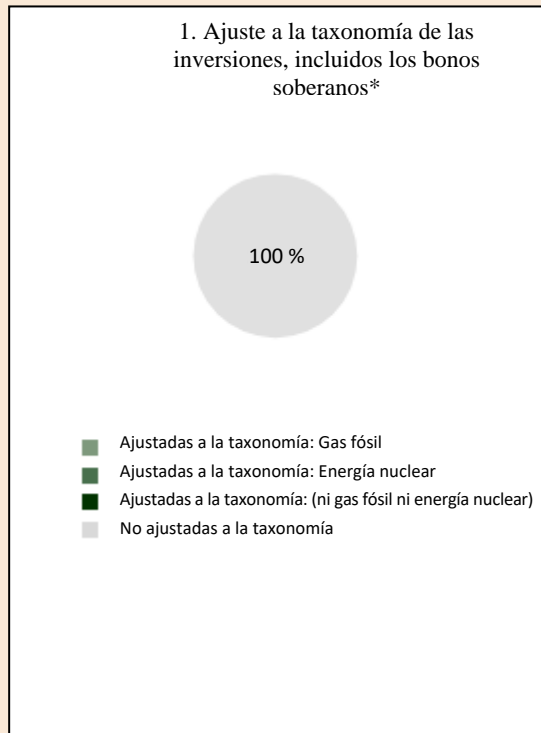 1. Ajuste a la taxonomía de las
inversiones, incluidos los bonos
soberanos*
100 %
Ajustadas a la taxonomía: Gas fósil
Ajustadas a la taxonomía: Energía nuclear
Ajustadas a la taxonomía: (ni gas fósil ni energía nuclear)
No ajustadas a la taxonomía